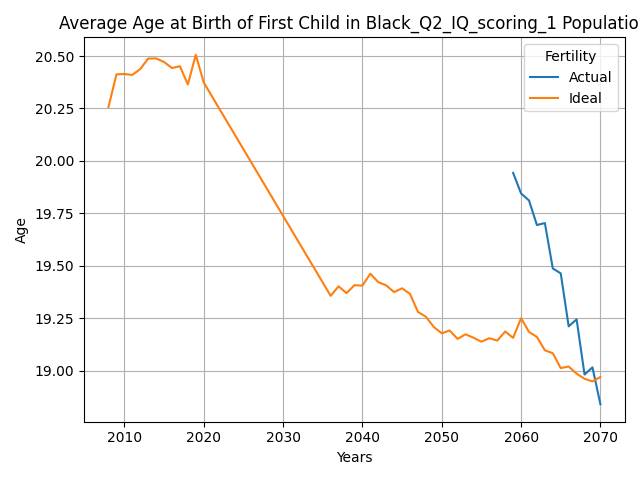 Average Age at Birth of First Child in Black_Q2_IQ_scoring_1 Populatio
Fertility
Actual
Ideal
20.50
20.25
20.00
19.75
19.50
19.25
19.00
Age
2010 2020 2030 2040 2050 2060 2070
Years